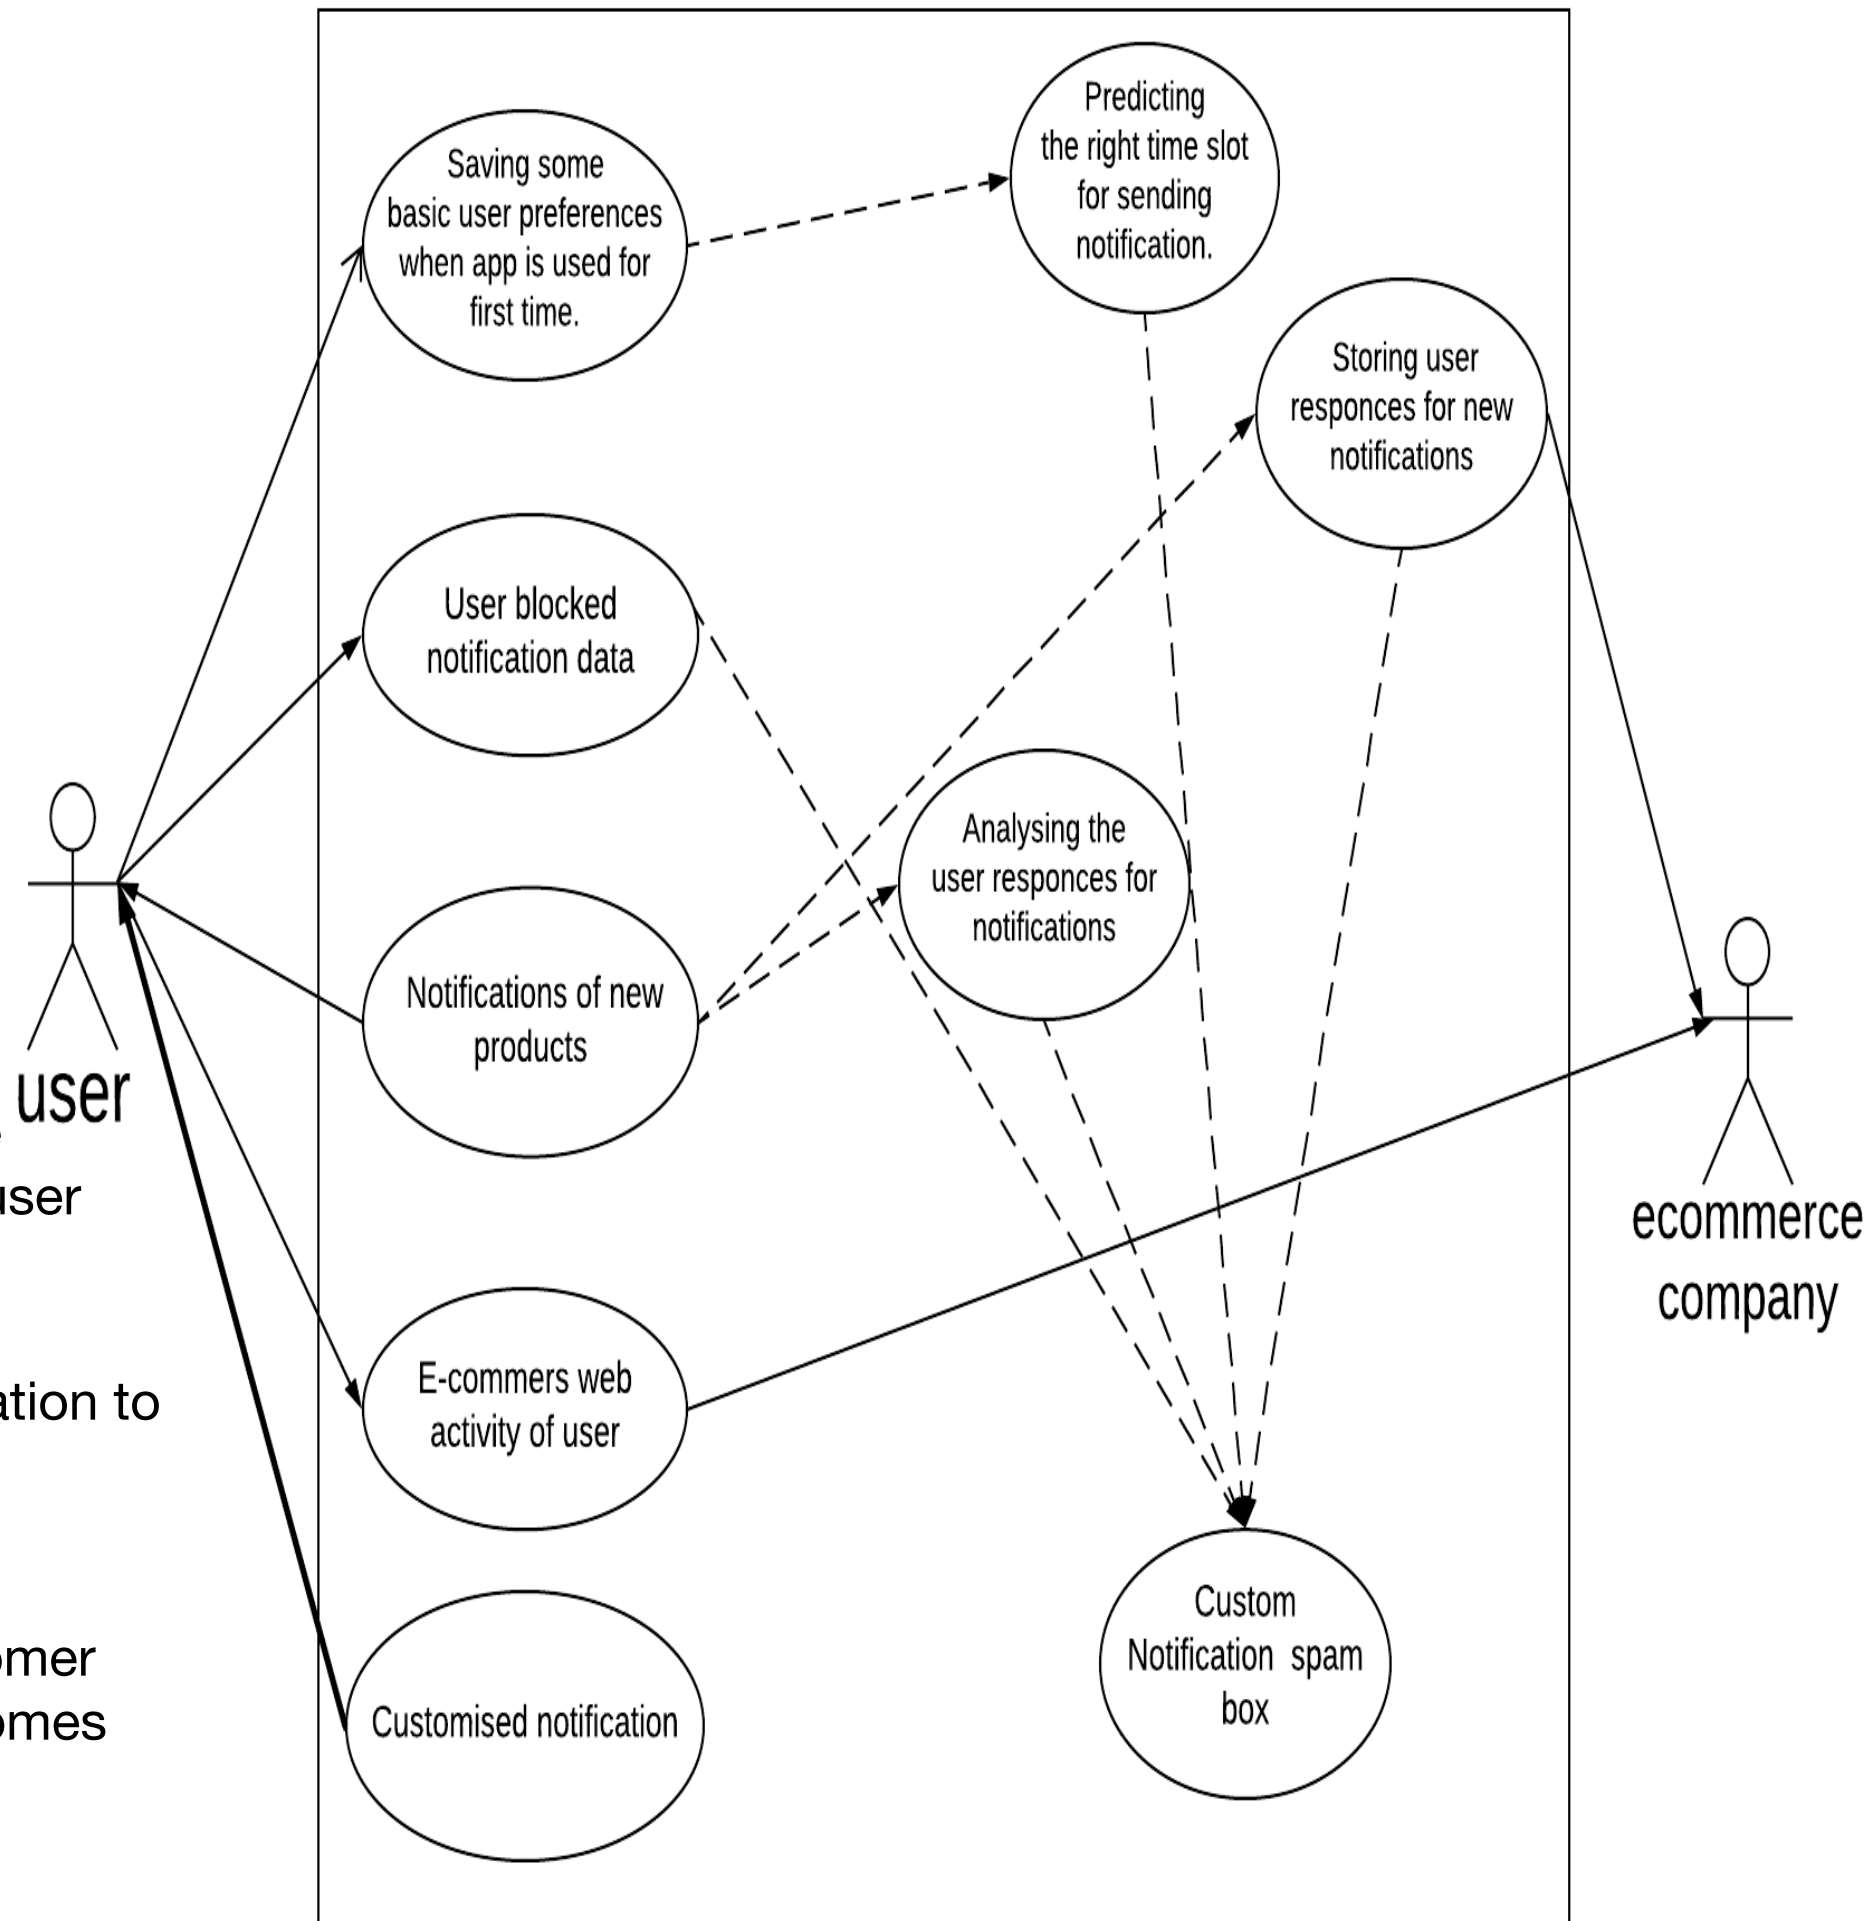 Saving some
basic user preferences
when app is used for
first time.
Predicting
the right time slot
for sending
notification.
Storing user
responces for new
notifications
User blocked
notification data
Analysing the
user responces for
notifications
Notifications of new
products
user
user
ecommerce
company
E-commers web
activity of user
ation to
Custom
Notification spam
box
omer
omes
Customised notification